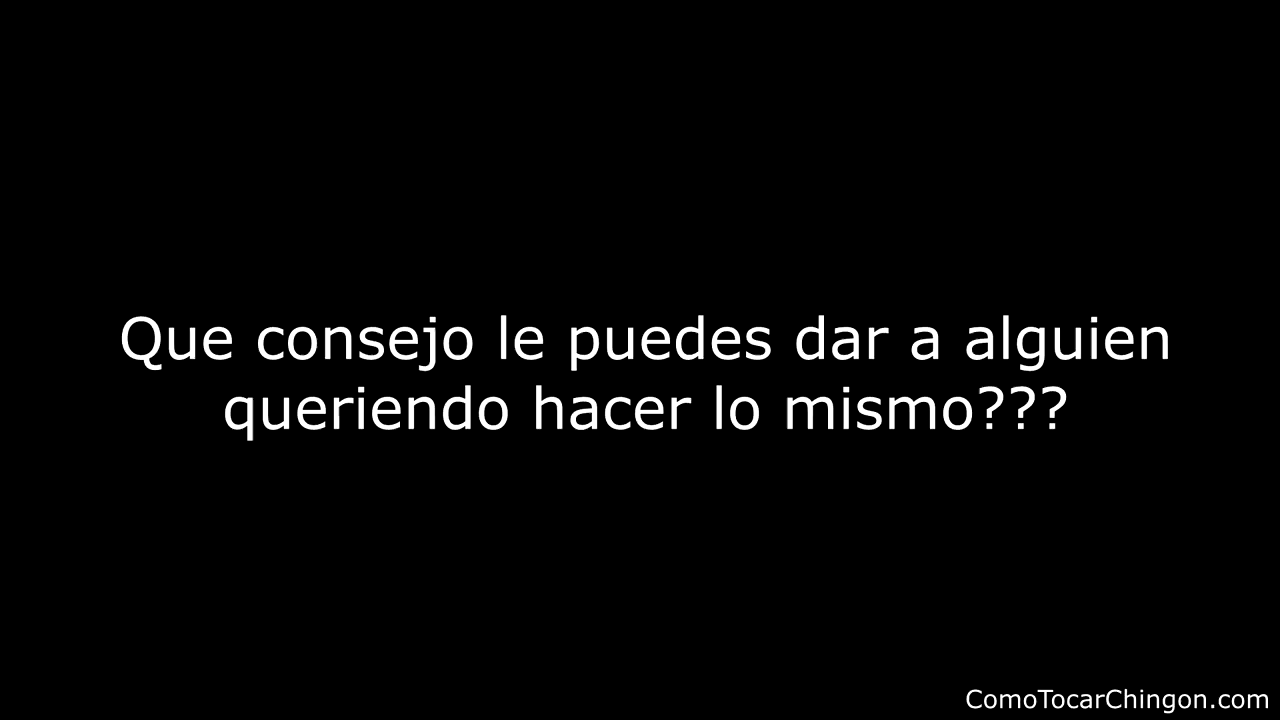 Que consejo le puedes dar a alguien
queriendo hacer lo mismo???
ComoTocarChingon.com